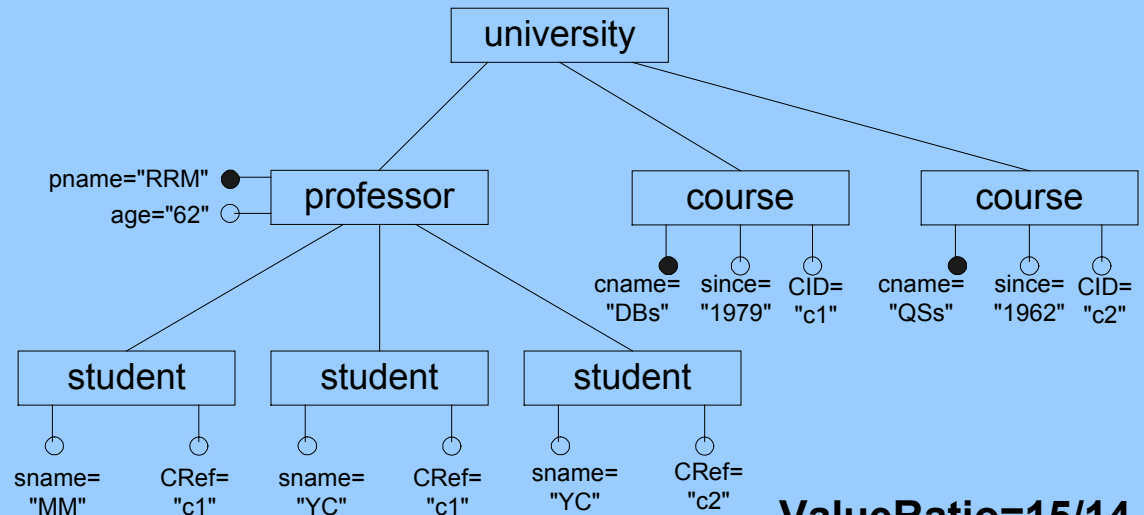 university
pname="RRM"
age="62"
professor
course
course
cname=
"DBs"
since=
"1979"
CID=
"c1"
cname=
"QSs"
since=
"1962"
CID=
"c2"
student
student
student
sname=
"MM"
CRef=
"c1"
sname=
"YC"
CRef=
"c1"
sname=
"YC"
CRef=
"c2"
ValueRatio=15/14